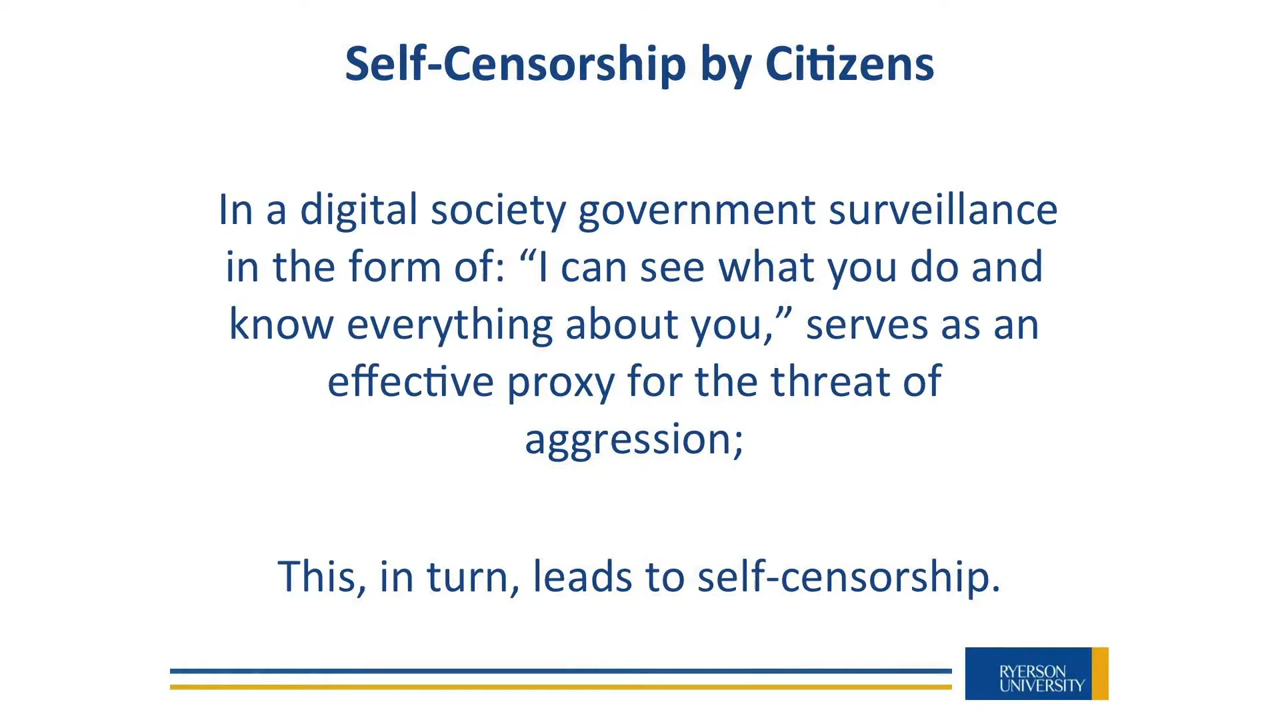 Self-Censorship by Citizens
In a digital society government surveillance
in the form of: “I can see what you do and
know everything about you,” serves as an
effective proxy for the threat of
aggression;
This, in turn, leads to self-censorship.
RYERSON
UNIVERSITY